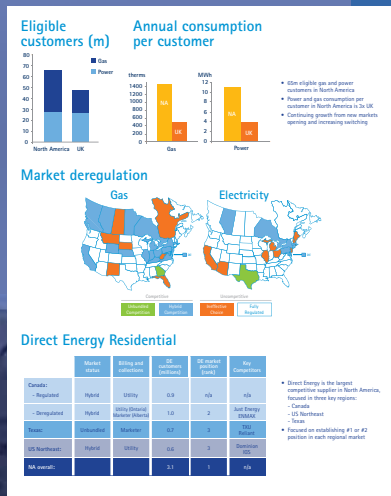 Eligible
customers (m)
Annual consumption
per customer
80
70
60
50
40
30
20
10
0
Gas
Power
North America
UK
therms
1400
1200
1000
800
600
400
200
0
NA
UK
Gas
MWh
12
10
8
6
4
2
0
NA
UK
Power
• 65m eligible gas and power
customers in North America
• Power and gas consumption per
customer in North America is 3x UK
• Continuing growth from new markets
opening and increasing switching
Market deregulation
Gas
Electricity
Competitive
Uncompetitive
Unbundled
Competitive
Hybrid
Competitive
Ineffective
Choice
Fully
Regulated
Direct Energy Residential
Market
status
Billing and
collections
DE
customers
(millions)
DE market
position
(rank)
Key
Competitors
Canada:
- Regulated
Hybrid
Utility
0.9
n/a
n/a
- Deregulated
Hybrid
Utility (Ontario)
Marketer (Alberta)
1.0
2
Just Energy
ENMAX
Texas:
Unbundled
Marketer
0.7
3
TXU
Reliant
US Northeast:
Hybrid
Utility
0.6
3
Dominion
IGS
NA overall:
3.1
1
n/a
• Direct Energy is the largest
competitive supplier in North America,
focused in three key regions:
- Canada
- US Northeast
- Texas
• Focused on establishing #1 or #2
position in each regional market